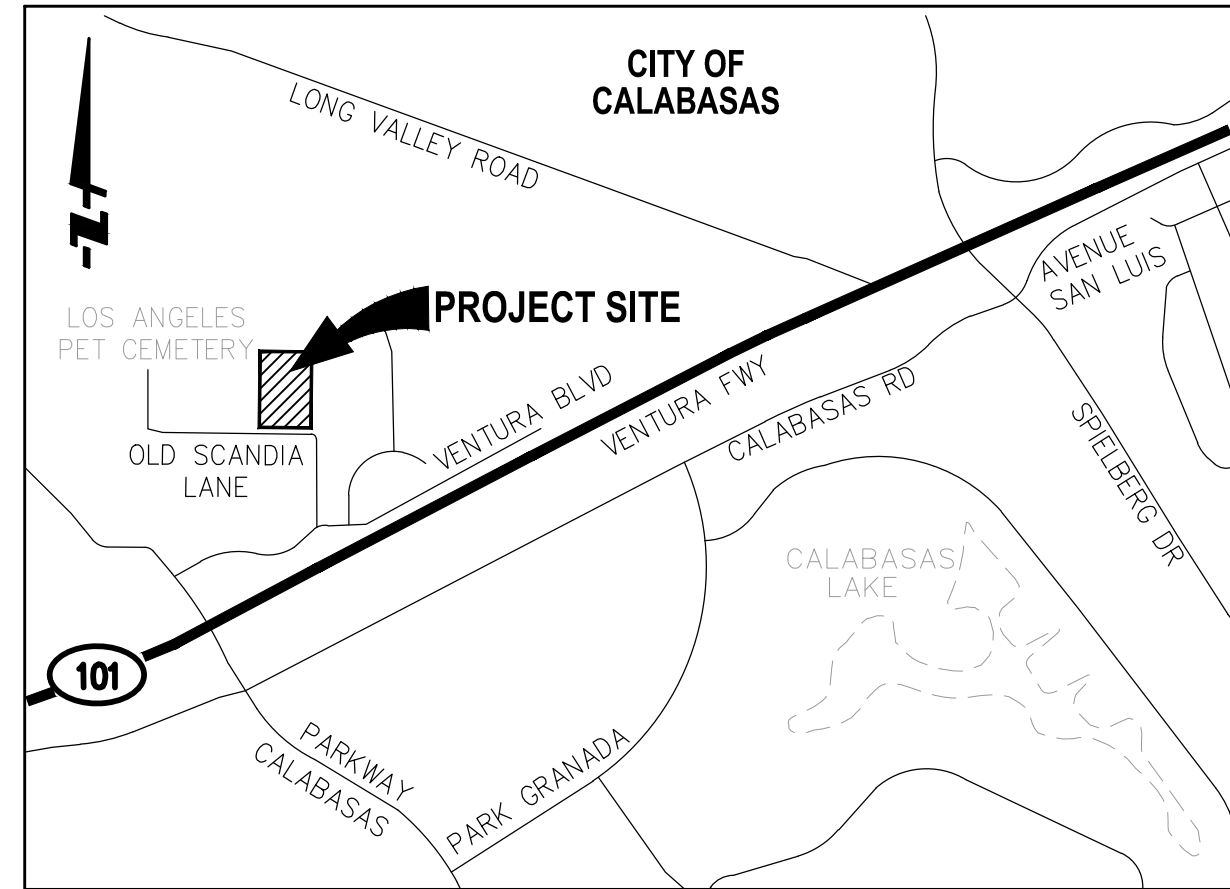 CITY OF
CALABASAS
LONG VALLEY ROAD
N
AVENUE
SAN LUIS
PROJECT SITE
LOS ANGELES
PET CEMETERY
VENTURA BLVD
VENTURA FWY
CALABASAS RD
OLD SCANDIA
LANE
SPIELBERG DR
CALABASAS
LAKE
101
PARKWAY
CALABASAS
PARK GRANADA